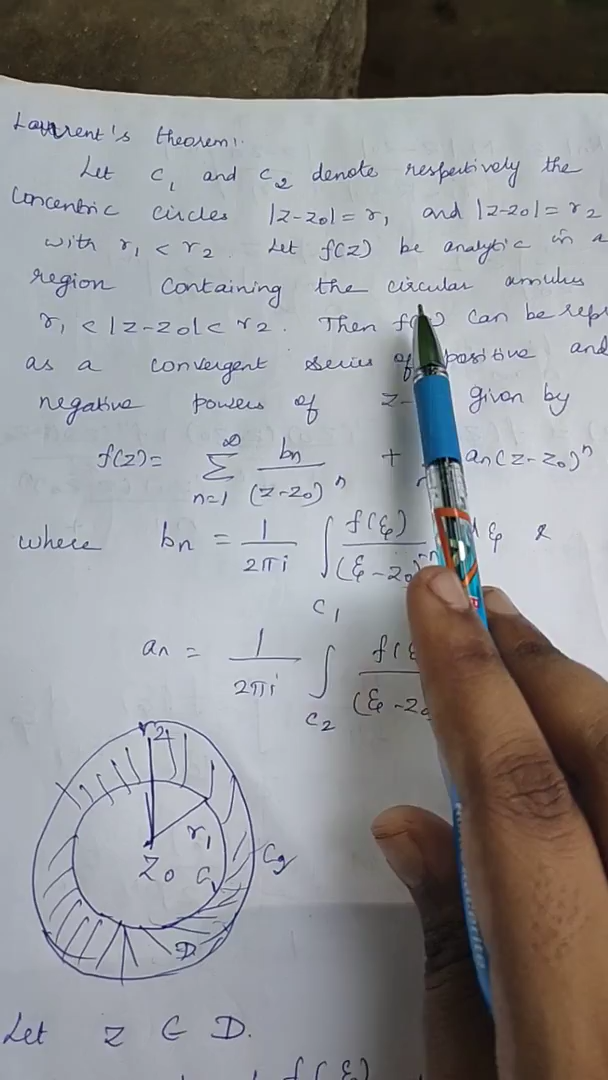 Laurent's theorem:
Let C₁ and C₂ denote respectively the
Concentric circles |z-z₀| = r₁ and |z-z₀| = r₂
with r₁ < r₂. Let f(z) be analytic in a
region containing the circular annulus
r₁ < |z-z₀| < r₂. Then can be
as a convergent series of positive and
negative powers of z- given by
f(z) = ∞ Σ n=1 bn/(z-z₀)ⁿ + an(z-z₀)ⁿ
where bn = 1/2πi ∫ C₁ f(ξ)/(ξ-z₀) dξ &
an = 1/2πi ∫ C₂ f(ξ/(ξ-z₀
r₂
r₁
z₀ C₁ C₂
D
Let z ∈ D.
f(ξ)